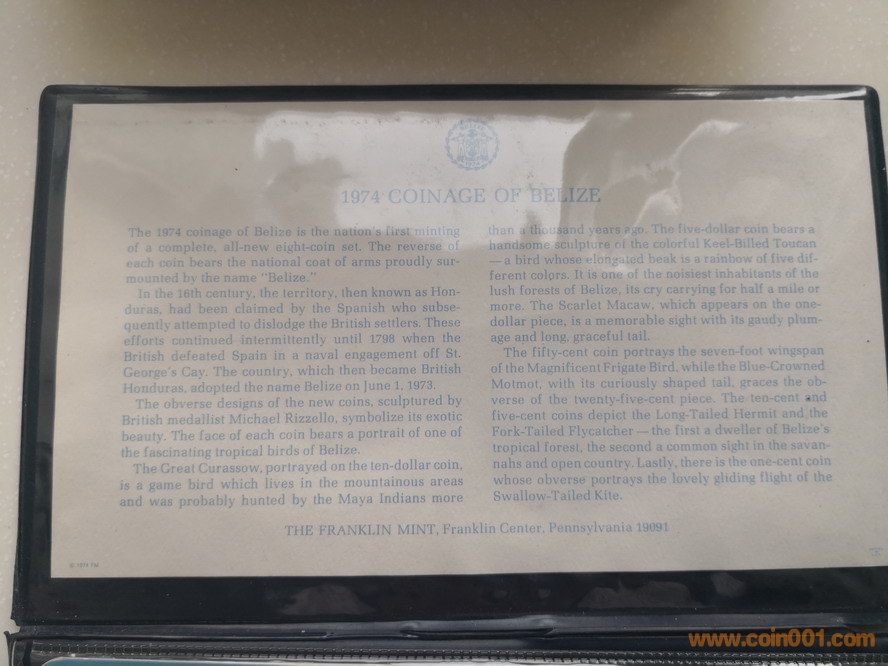 1974 COINAGE OF BELIZE
The 1974 coinage of Belize is the nation's first minting
of a complete, all-new eight-coin set. The reverse of
each coin bears the national coat of arms proudly sur-
mounted by the name "Belize."
In the 16th century, the territory, then known as Hon-
duras, had been claimed by the Spanish who subse-
quently attempted to dislodge the British settlers. These
efforts continued intermittently until 1798 when the
British defeated Spain in a naval engagement off St.
George's Cay. The country, which then became British
Honduras, adopted the name Belize on June 1, 1973.
The obverse designs of the new coins, sculptured by
British medallist Michael Rizzello, symbolize its exotic
beauty. The face of each coin bears a portrait of one of
the fascinating tropical birds of Belize.
The Great Curassow, portrayed on the ten-dollar coin,
is a game bird which lives in the mountainous areas
and was probably hunted by the Maya Indians more
than a thousand years ago. The five-dollar coin bears a
handsome sculpture of the colorful Keel-Billed Toucan
— a bird whose elongated beak is a rainbow of five dif-
ferent colors. It is one of the noisiest inhabitants of the
lush forests of Belize, its cry carrying for half a mile or
more. The Scarlet Macaw, which appears on the one-
dollar piece, is a memorable sight with its gaudy plum-
age and long, graceful tail.
The fifty-cent coin portrays the seven-foot wingspan
of the Magnificent Frigate Bird, while the Blue-Crowned
Motmot, with its curiously shaped tail, graces the ob-
verse of the twenty-five-cent piece. The ten-cent and
five-cent coins depict the Long-Tailed Hermit and the
Fork-Tailed Flycatcher — the first a dweller of Belize's
tropical forest, the second a common sight in the savan-
nahs and open country. Lastly, there is the one-cent coin
whose obverse portrays the lovely gliding flight of the
Swallow-Tailed Kite.
THE FRANKLIN MINT, Franklin Center, Pennsylvania 19091
© 1974 FM
www.coin001.com